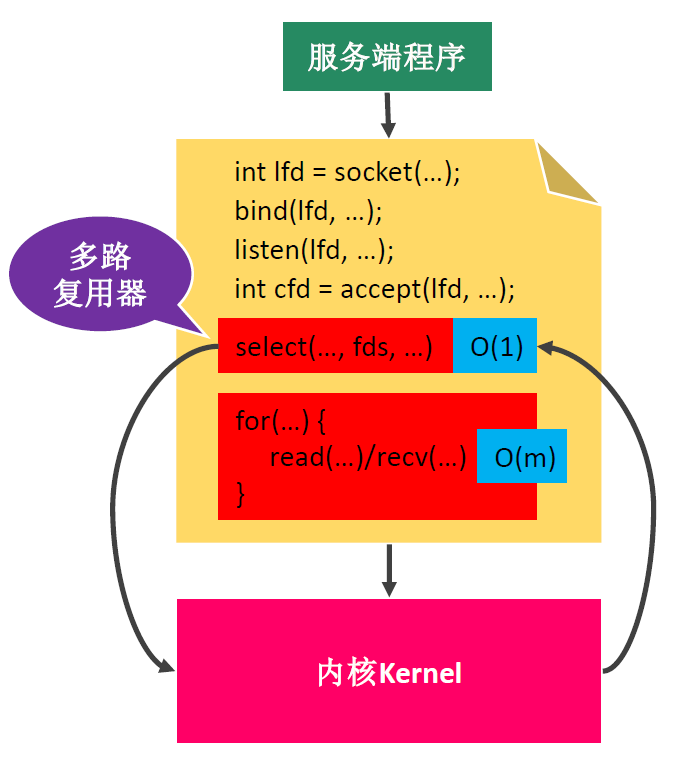 服务端程序
int lfd = socket(…);
bind(lfd, …);
listen(lfd, …);
int cfd = accept(lfd, …);
多路
复用器
select(…, fds, …) O(1)
for(…) {
read(…)/recv(…) O(m)
}
内核Kernel